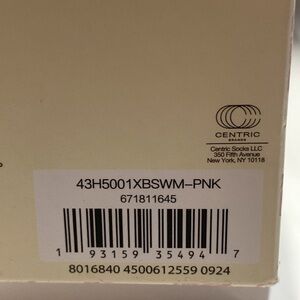 CENTRIC
BRANDS
Centric Socks LLC
350 Fifth Avenue
New York, NY 10118
43H5001XBSWM-PNK
671811645
1 93159 35494 7
8016840 4500612559 0924